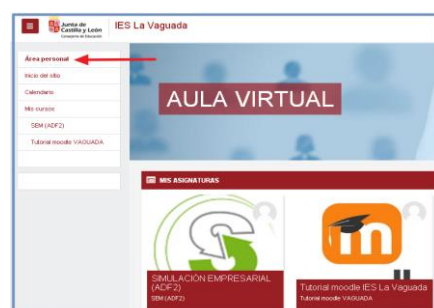 Junta de
Castilla y León
Consejería de Educación
IES La Vaguada
Área personal
Inicio del sitio
Calendario
Mis cursos
SEM (ADF2)
Tutorial moodle VAGUADA
AULA VIRTUAL
MIS ASIGNATURAS
SIMULACIÓN EMPRESARIAL
(ADF2)
SEM (ADF2)
Tutorial moodle IES La Vaguada
Tutorial moodle VAGUADA